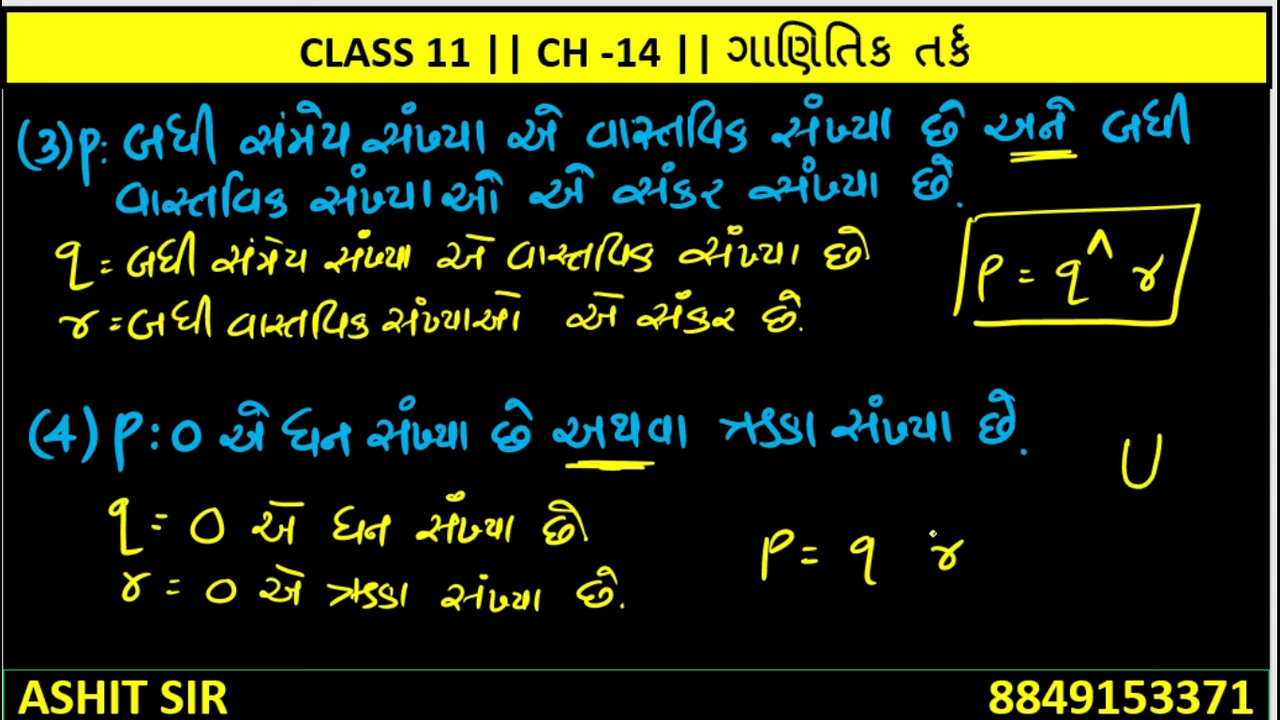 CLASS 11 || CH -14 || ગાણિતિક તર્ક
(3) p: બધી સંમેય સંખ્યા એ વાસ્તવિક સંખ્યા છે અને બધી
વાસ્તવિક સંખ્યાઓ એ સંકર સંખ્યા છે.
q = બધી સંમેય સંખ્યા એ વાસ્તવિક સંખ્યા છે
r = બધી વાસ્તવિક સંખ્યાઓ એ સંકર છે.
p = q ^ r
(4) p: 0 એ ધન સંખ્યા છે અથવા ઋણ સંખ્યા છે.
U
q = 0 એ ધન સંખ્યા છે
p = q r
r = 0 એ ઋણ સંખ્યા છે.
ASHIT SIR
8849153371